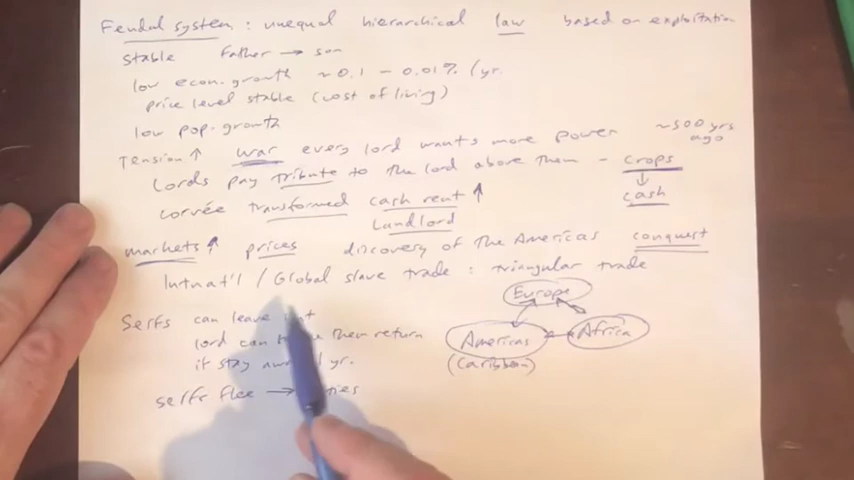 Feudal system : unequal hierarchical law based on exploitation
stable Father → son
low econ. growth ~0.1 - 0.01% / yr.
price level stable (cost of living)
low pop. growth
Tension ↑ war every lord wants more power ~500 yrs ago
Lords pay tribute to the lord above them - crops
↓
corvée transformed cash rent ↑ cash
Landlord
markets ↑ prices discovery of the Americas conquest
Intnat'l / Global slave trade : triangular trade
Europe
Serfs can leave
Americas Africa
lord can them return
(Caribbean)
if stay yr.
serfs flee →